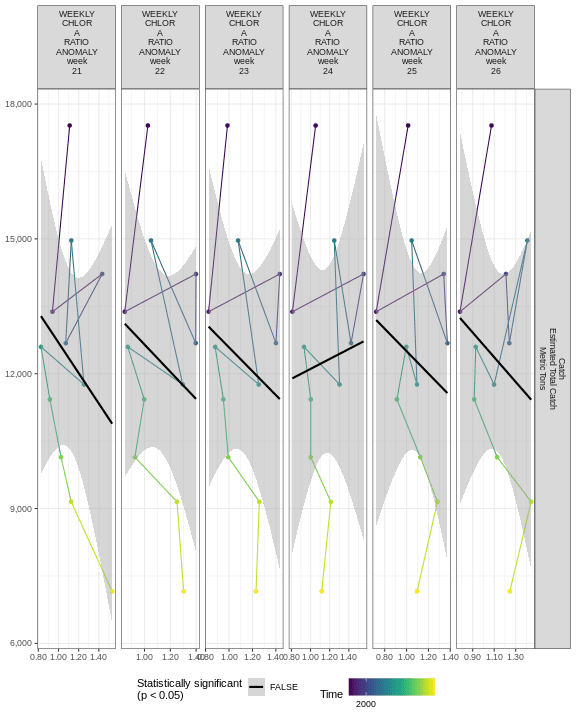 WEEKLY
CHLOR
A
RATIO
ANOMALY
week
21
WEEKLY
CHLOR
A
RATIO
ANOMALY
week
22
WEEKLY
CHLOR
A
RATIO
ANOMALY
week
23
WEEKLY
CHLOR
A
RATIO
ANOMALY
week
24
WEEKLY
CHLOR
A
RATIO
ANOMALY
week
25
WEEKLY
CHLOR
A
RATIO
ANOMALY
week
26
18,000
15,000
12,000
9,000
6,000
Catch
Estimated Total Catch
Metric Tons
0.80 1.00 1.20 1.40
1.00 1.20 1.40
0.80 1.00 1.20 1.40
0.80 1.00 1.20 1.40
0.80 1.00 1.20 1.40
0.90 1.10 1.30
Statistically significant
(p < 0.05)
FALSE
Time
2000